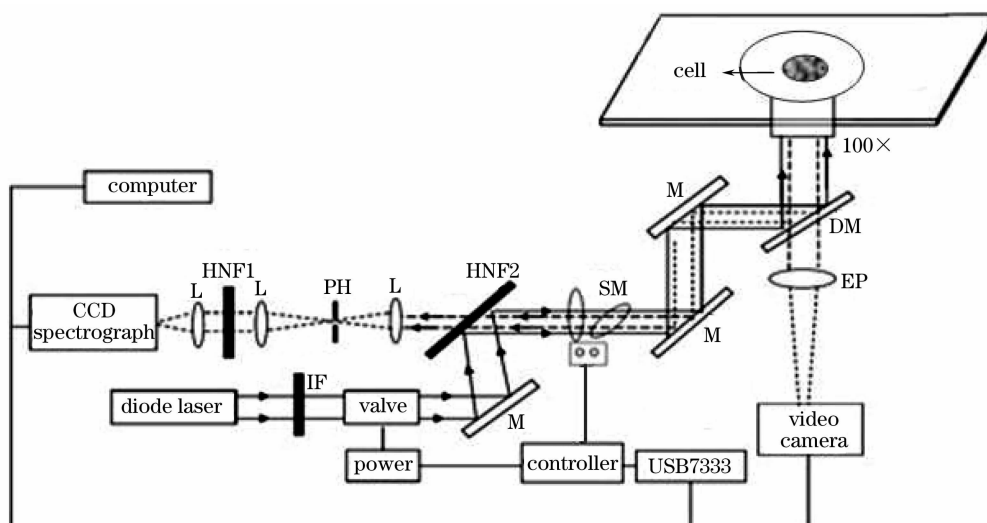 cell
100×
computer
M
DM
HNF1
HNF2
L
L
PH
L
SM
EP
CCD
spectrograph
M
IF
diode laser
valve
M
video
camera
power
controller
USB7333